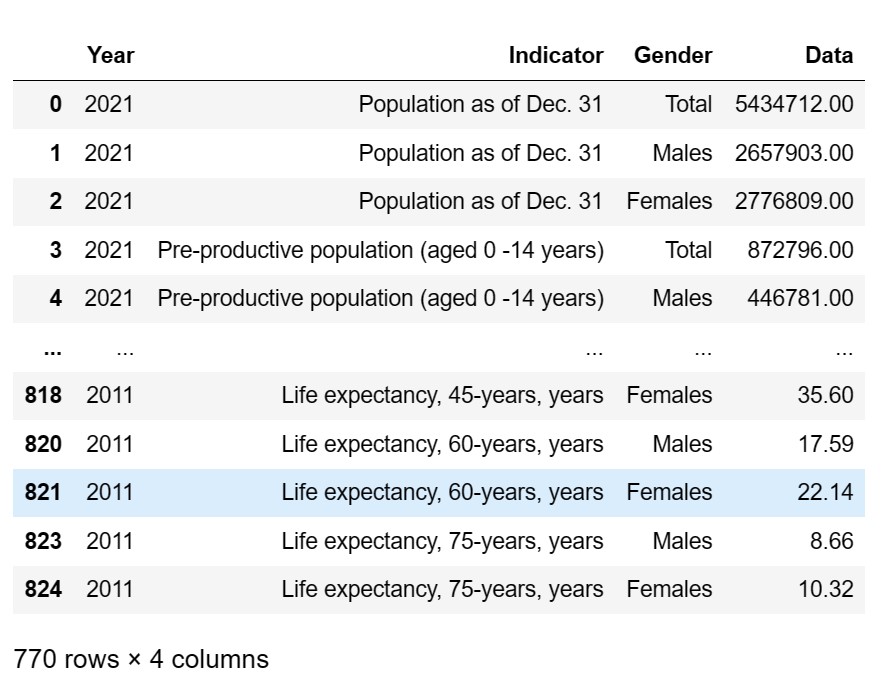 Year Indicator Gender Data
0 2021 Population as of Dec. 31 Total 5434712.00
1 2021 Population as of Dec. 31 Males 2657903.00
2 2021 Population as of Dec. 31 Females 2776809.00
3 2021 Pre-productive population (aged 0 -14 years) Total 872796.00
4 2021 Pre-productive population (aged 0 -14 years) Males 446781.00
... ... ... ... ...
818 2011 Life expectancy, 45-years, years Females 35.60
820 2011 Life expectancy, 60-years, years Males 17.59
821 2011 Life expectancy, 60-years, years Females 22.14
823 2011 Life expectancy, 75-years, years Males 8.66
824 2011 Life expectancy, 75-years, years Females 10.32
770 rows × 4 columns